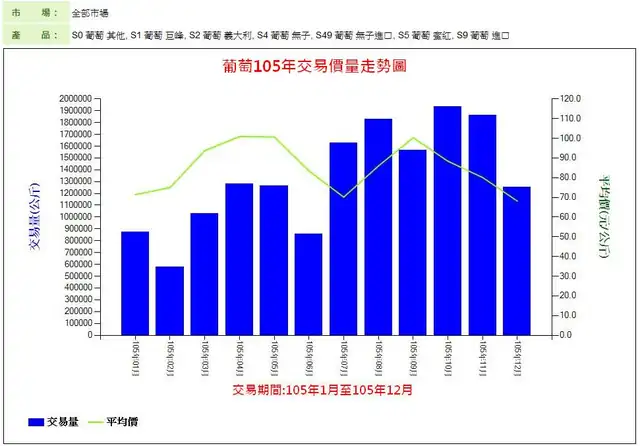 市　場： 全部市場
產　品： S0 葡萄 其他, S1 葡萄 巨峰, S2 葡萄 義大利, S4 葡萄 無子, S49 葡萄 無子進口, S5 葡萄 蜜紅, S9 葡萄 進口
葡萄105年交易價量走勢圖
交易量(公斤)
2000000
1900000
1800000
1700000
1600000
1500000
1400000
1300000
1200000
1100000
1000000
900000
800000
700000
600000
500000
400000
300000
200000
100000
0
120.0
110.0
100.0
90.0
80.0
70.0
60.0
50.0
40.0
30.0
20.0
10.0
0.0
平均價(元/公斤)
105年01月
105年02月
105年03月
105年04月
105年05月
105年06月
105年07月
105年08月
105年09月
105年10月
105年11月
105年12月
交易期間:105年1月至105年12月
交易量 平均價